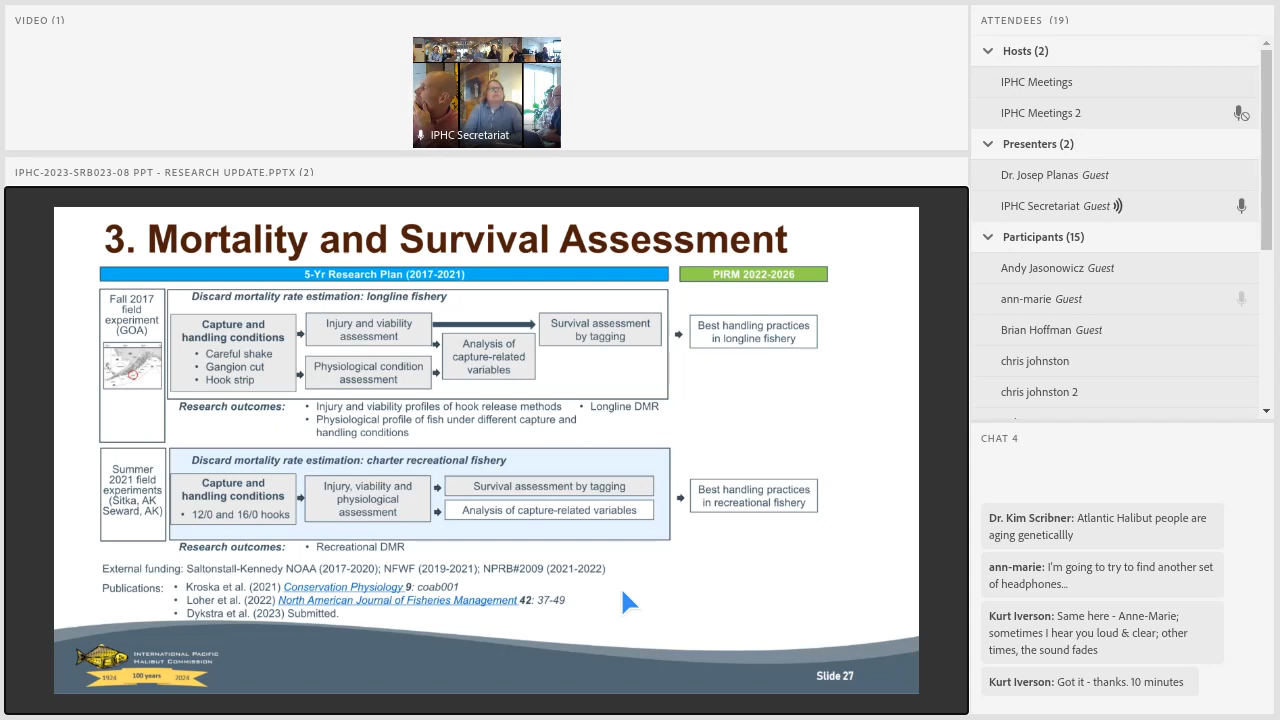 VIDEO (1)
IPHC Secretariat
IPHC-2023-SRB023-08 PPT - RESEARCH UPDATE.PPTX (2)
3. Mortality and Survival Assessment
5-Yr Research Plan (2017-2021)
PIRM 2022-2026
Fall 2017
field
experiment
(GOA)
Discard mortality rate estimation: longline fishery
Capture and
handling conditions
• Careful shake
• Gangion cut
• Hook strip
Injury and viability
assessment
Physiological condition
assessment
Analysis of
capture-related
variables
Survival assessment
by tagging
Best handling practices
in longline fishery
Research outcomes:
• Injury and viability profiles of hook release methods
• Physiological profile of fish under different capture and
handling conditions
• Longline DMR
Summer
2021 field
experiments
(Sitka, AK
Seward, AK)
Discard mortality rate estimation: charter recreational fishery
Capture and
handling conditions
• 12/0 and 16/0 hooks
Injury, viability and
physiological
assessment
Survival assessment by tagging
Analysis of capture-related variables
Best handling practices
in recreational fishery
Research outcomes:
• Recreational DMR
External funding: Saltonstall-Kennedy NOAA (2017-2020); NFWF (2019-2021); NPRB#2009 (2021-2022)
Publications:
• Kroska et al. (2021) Conservation Physiology 9: coab001
• Loher et al. (2022) North American Journal of Fisheries Management 42: 37-49
• Dykstra et al. (2023) Submitted.
INTERNATIONAL PACIFIC
HALIBUT COMMISSION
1924 100 years 2024
Slide 27
ATTENDEES (19)
Hosts (2)
IPHC Meetings
IPHC Meetings 2
Presenters (2)
Dr. Josep Planas Guest
IPHC Secretariat Guest
Participants (15)
Andy Jasonowicz Guest
ann-marie Guest
Brian Hoffman Guest
chris johnston
chris johnston 2
CHAT 4
Dr. Kim Scribner: Atlantic Halibut people are
aging geneticallly
ann-marie: I'm going to try to find another set
of headphones...
Kurt Iverson: Same here - Anne-Marie;
sometimes I hear you loud & clear; other
times, the sound fades
Kurt Iverson: Got it - thanks. 10 minutes